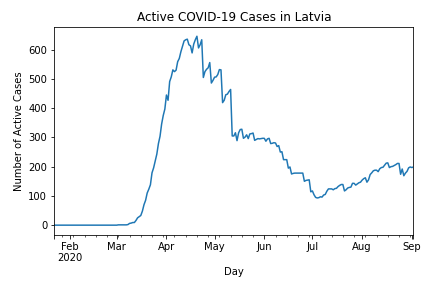 Active COVID-19 Cases in Latvia
Number of Active Cases
600
500
400
300
200
100
0
Feb Mar Apr May Jun Jul Aug Sep
2020
Day